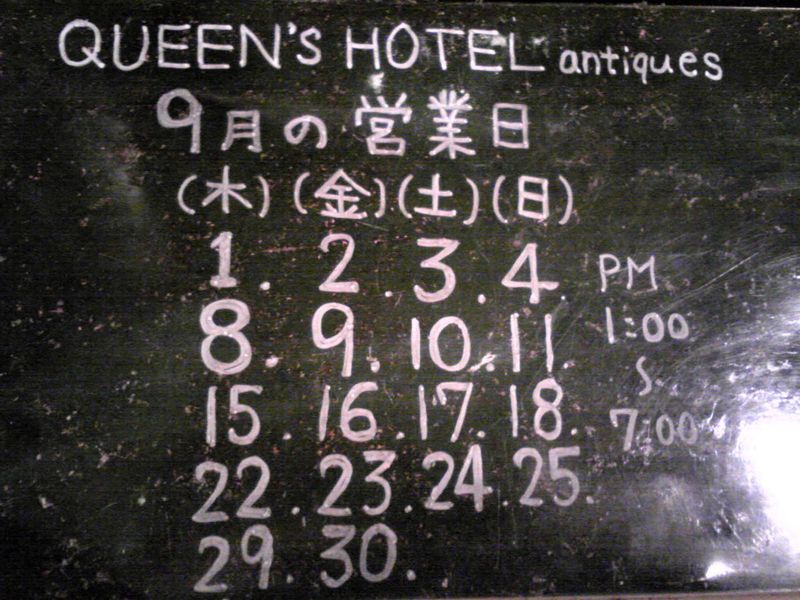 QUEEN'S HOTEL antiques
9月の営業日
(木)(金)(土)(日)
1. 2. 3. 4. PM
8. 9. 10. 11. 1:00
15. 16. 17. 18. 7:00
22. 23. 24. 25.
29. 30.